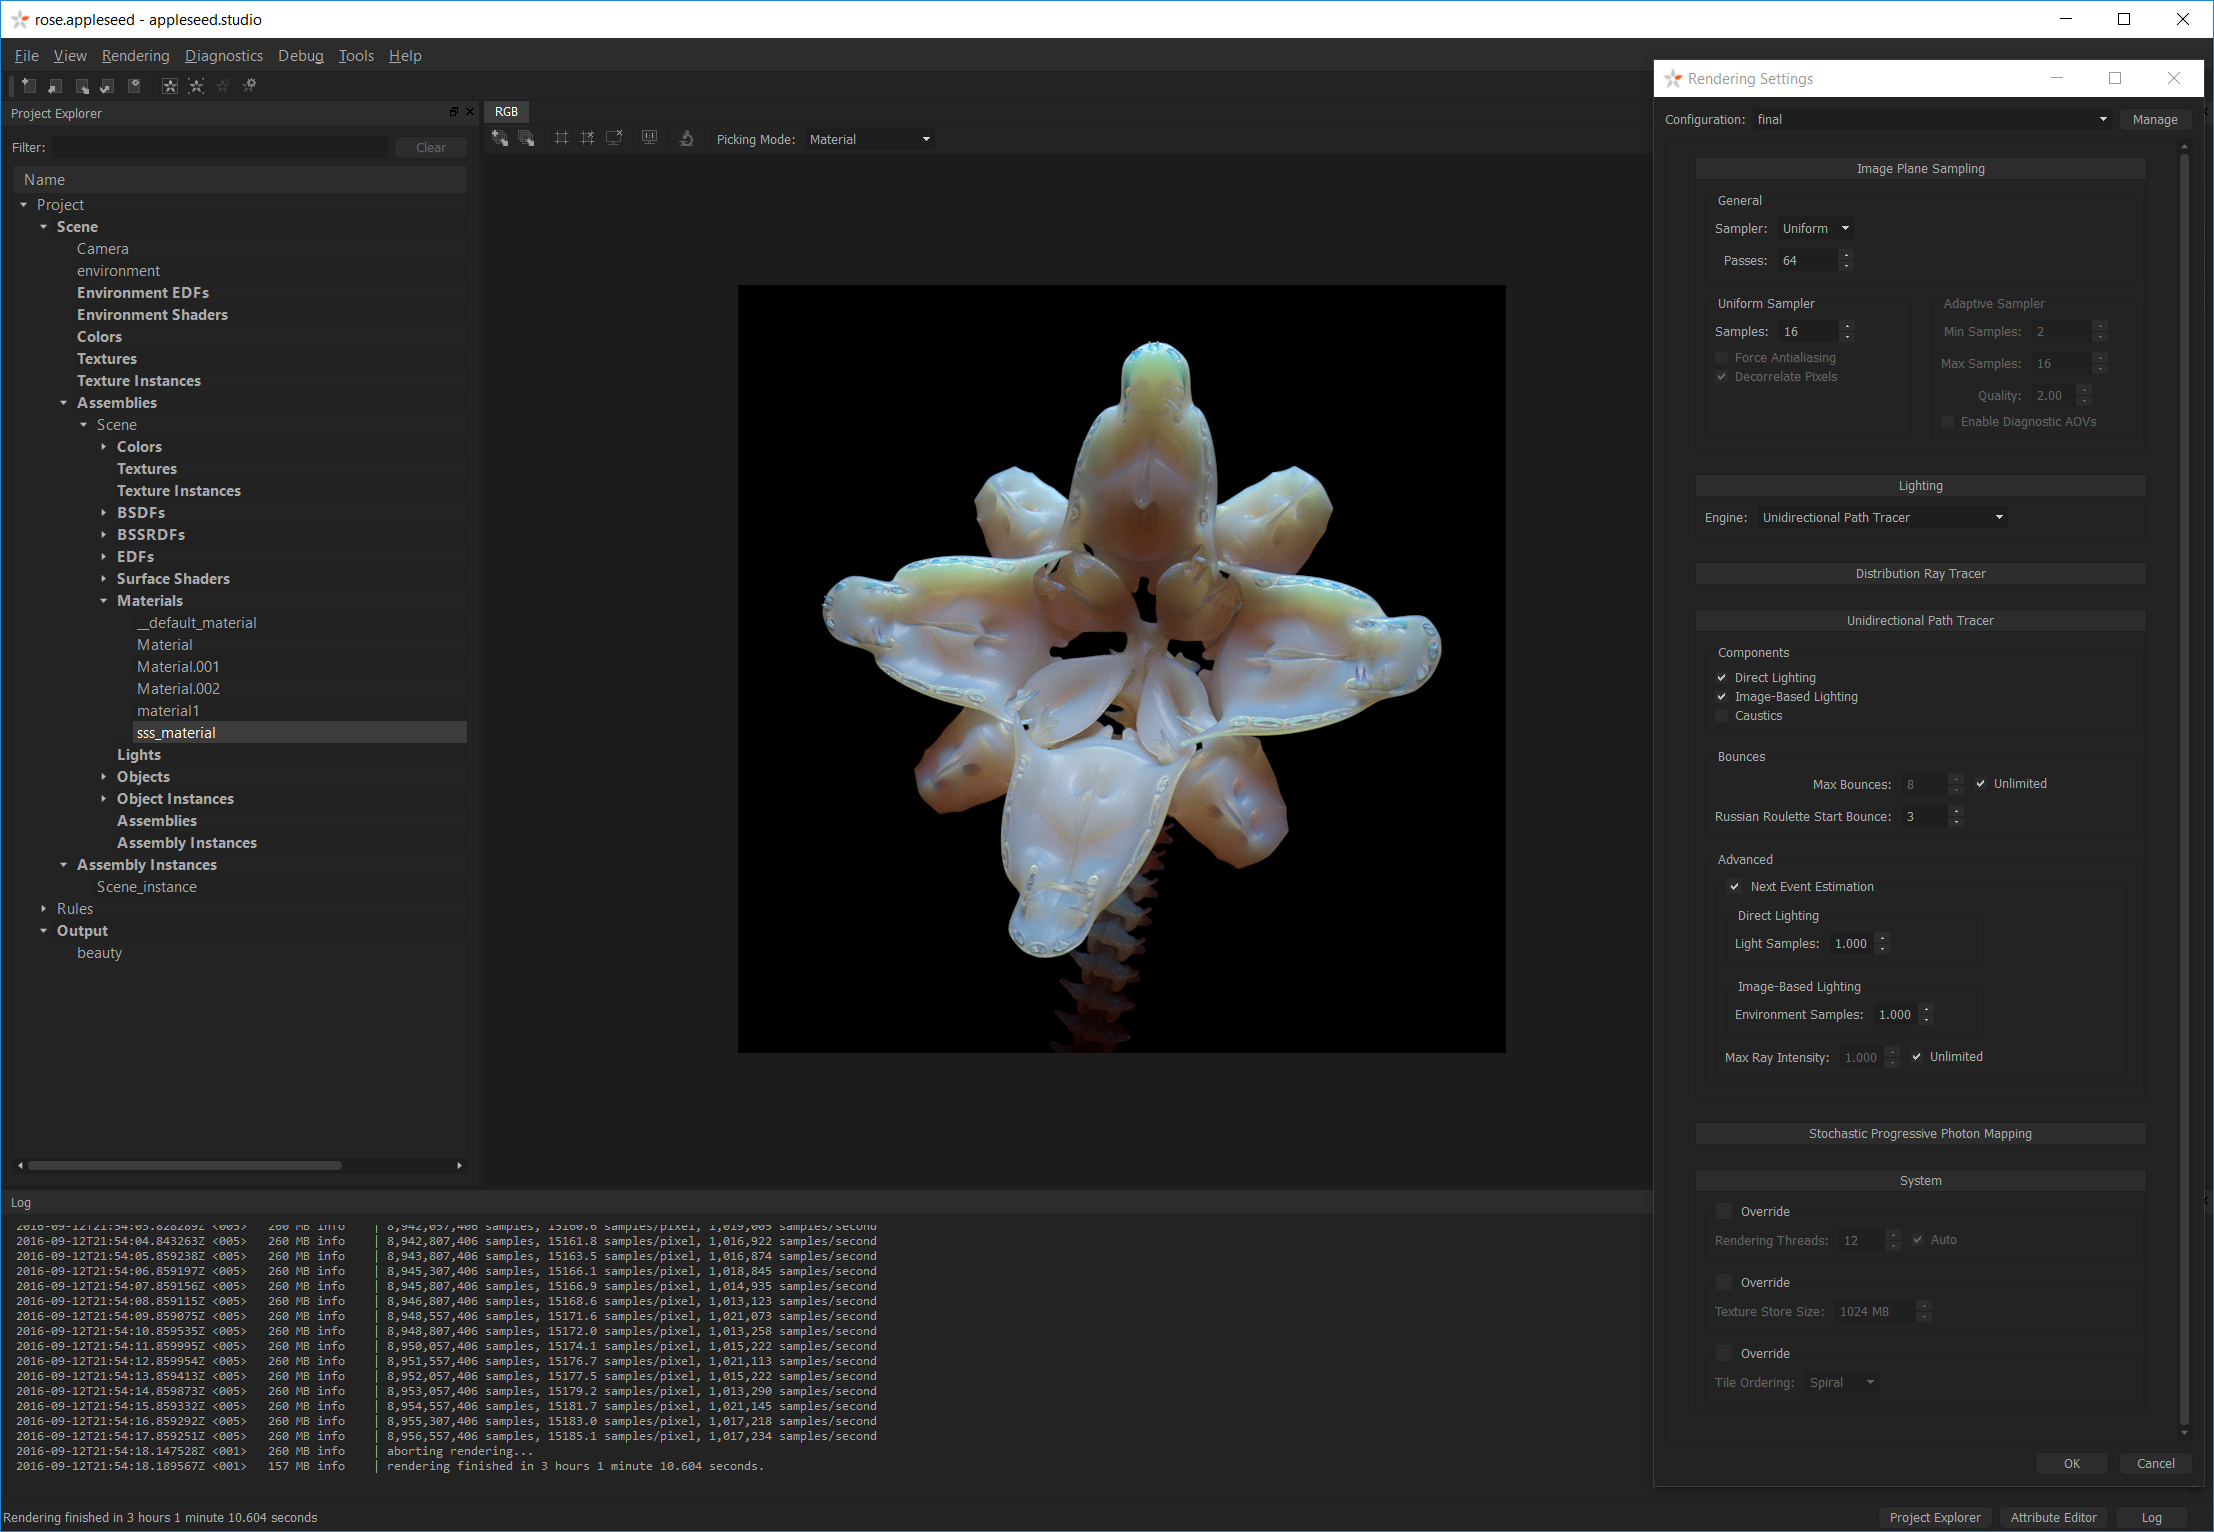 rose.appleseed - appleseed.studio
File View Rendering Diagnostics Debug Tools Help
Project Explorer
Filter: Clear
Name
Project
Scene
Camera
environment
Environment EDFs
Environment Shaders
Colors
Textures
Texture Instances
Assemblies
Scene
Colors
Textures
Texture Instances
BSDFs
BSSRDFs
EDFs
Surface Shaders
Materials
__default_material
Material
Material.001
Material.002
material1
sss_material
Lights
Objects
Object Instances
Assemblies
Assembly Instances
Assembly Instances
Scene_instance
Rules
Output
beauty
RGB
Picking Mode: Material
Rendering Settings
Configuration: final Manage
Image Plane Sampling
General
Sampler: Uniform
Passes: 64
Uniform Sampler
Samples: 16
Force Antialiasing
Decorrelate Pixels
Adaptive Sampler
Min Samples: 2
Max Samples: 16
Quality: 2.00
Enable Diagnostic AOVs
Lighting
Engine: Unidirectional Path Tracer
Distribution Ray Tracer
Unidirectional Path Tracer
Components
Direct Lighting
Image-Based Lighting
Caustics
Bounces
Max Bounces: 8 Unlimited
Russian Roulette Start Bounce: 3
Advanced
Next Event Estimation
Direct Lighting
Light Samples: 1.000
Image-Based Lighting
Environment Samples: 1.000
Max Ray Intensity: 1.000 Unlimited
Stochastic Progressive Photon Mapping
System
Override
Rendering Threads: 12 Auto
Override
Texture Store Size: 1024 MB
Override
Tile Ordering: Spiral
OK Cancel
Log
2016-09-12T21:54:03.828289Z <005> 260 MB info | 8,942,057,406 samples, 15160.6 samples/pixel, 1,019,005 samples/second
2016-09-12T21:54:04.843263Z <005> 260 MB info | 8,942,807,406 samples, 15161.8 samples/pixel, 1,016,922 samples/second
2016-09-12T21:54:05.859238Z <005> 260 MB info | 8,943,807,406 samples, 15163.5 samples/pixel, 1,016,874 samples/second
2016-09-12T21:54:06.859197Z <005> 260 MB info | 8,945,307,406 samples, 15166.1 samples/pixel, 1,018,845 samples/second
2016-09-12T21:54:07.859156Z <005> 260 MB info | 8,945,807,406 samples, 15166.9 samples/pixel, 1,014,935 samples/second
2016-09-12T21:54:08.859115Z <005> 260 MB info | 8,946,807,406 samples, 15168.6 samples/pixel, 1,013,123 samples/second
2016-09-12T21:54:09.859075Z <005> 260 MB info | 8,948,557,406 samples, 15171.6 samples/pixel, 1,021,073 samples/second
2016-09-12T21:54:10.859535Z <005> 260 MB info | 8,948,807,406 samples, 15172.0 samples/pixel, 1,013,258 samples/second
2016-09-12T21:54:11.859995Z <005> 260 MB info | 8,950,057,406 samples, 15174.1 samples/pixel, 1,015,222 samples/second
2016-09-12T21:54:12.859954Z <005> 260 MB info | 8,951,557,406 samples, 15176.7 samples/pixel, 1,021,113 samples/second
2016-09-12T21:54:13.859413Z <005> 260 MB info | 8,952,057,406 samples, 15177.5 samples/pixel, 1,015,222 samples/second
2016-09-12T21:54:14.859873Z <005> 260 MB info | 8,953,057,406 samples, 15179.2 samples/pixel, 1,013,290 samples/second
2016-09-12T21:54:15.859332Z <005> 260 MB info | 8,954,557,406 samples, 15181.7 samples/pixel, 1,021,145 samples/second
2016-09-12T21:54:16.859292Z <005> 260 MB info | 8,955,307,406 samples, 15183.0 samples/pixel, 1,017,218 samples/second
2016-09-12T21:54:17.859251Z <005> 260 MB info | 8,956,557,406 samples, 15185.1 samples/pixel, 1,017,234 samples/second
2016-09-12T21:54:18.147528Z <001> 260 MB info | aborting rendering...
2016-09-12T21:54:18.189567Z <001> 157 MB info | rendering finished in 3 hours 1 minute 10.604 seconds.
Rendering finished in 3 hours 1 minute 10.604 seconds
Project Explorer Attribute Editor Log